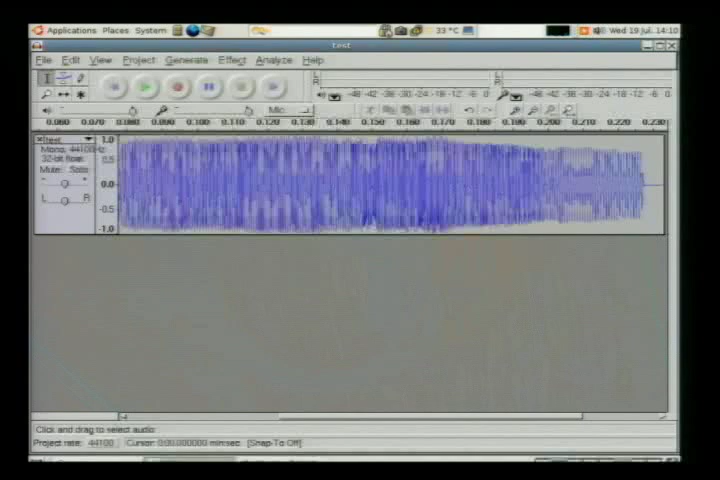 Applications Places System 33 °C Wed 19 Jul, 14:10
test
File Edit View Project Generate Effect Analyze Help
L
R
L
R
-48 -42 -36 -30 -24 -18 -12 -6 0
-48 -42 -36 -30 -24 -18 -12 -6 0
Mic
0.060 0.070 0.080 0.090 0.100 0.110 0.120 0.130 0.140 0.150 0.160 0.170 0.180 0.190 0.200 0.210 0.220 0.230
test
Mono, 44100Hz
32-bit float
Mute Solo
- +
L R
1.0
0.5
0.0
-0.5
-1.0
Click and drag to select audio
Project rate: 44100 Cursor: 0:00.000000 min:sec [Snap-To Off]